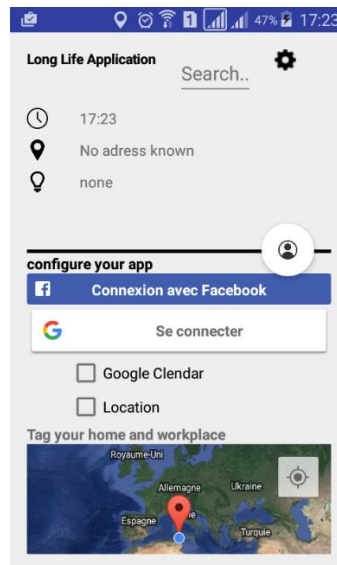 1 47% 17:23
Long Life Application
Search..
17:23
No adress known
none
configure your app
f Connexion avec Facebook
G Se connecter
Google Clendar
Location
Tag your home and workplace
Royaume-Uni
Allemagne
Ukraine
Espagne
Turquie